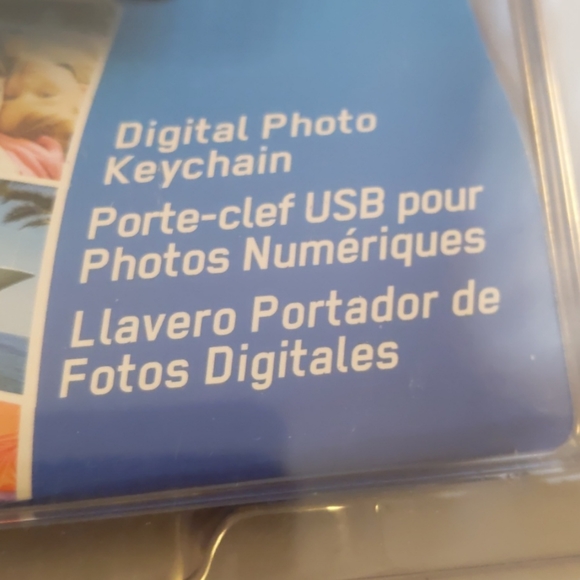 Digital Photo
Keychain
Porte-clef USB pour
Photos Numériques
Llavero Portador de
Fotos Digitales